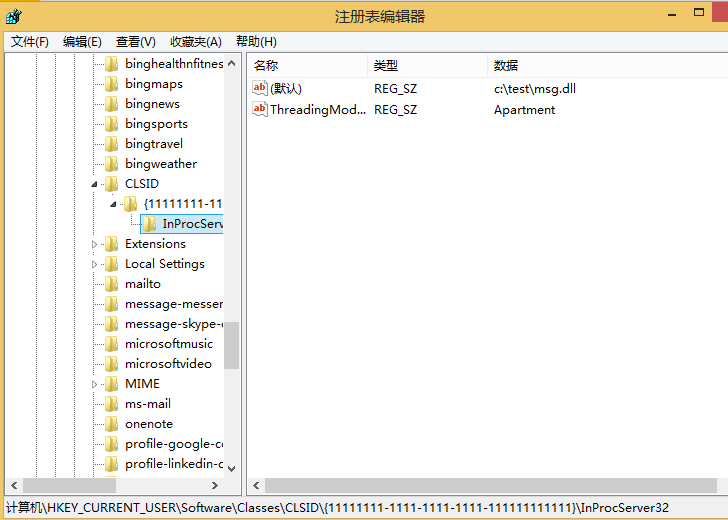 注册表编辑器
文件(F) 编辑(E) 查看(V) 收藏夹(A) 帮助(H)
binghealthnfitnes
bingmaps
bingnews
bingsports
bingtravel
bingweather
CLSID
{11111111-11
InProcServ
Extensions
Local Settings
mailto
message-messer
message-skype-
microsoftmusic
microsoftvideo
MIME
ms-mail
onenote
profile-google-c
profile-linkedin-c
名称 类型 数据
(默认) REG_SZ c:\test\msg.dll
ThreadingMod... REG_SZ Apartment
计算机\HKEY_CURRENT_USER\Software\Classes\CLSID\{11111111-1111-1111-1111-111111111111}\InProcServer32